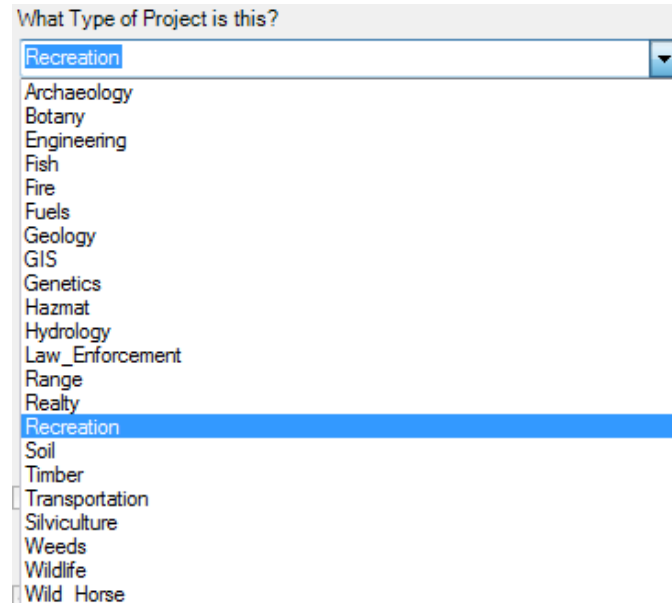 What Type of Project is this?
Recreation
Archaeology
Botany
Engineering
Fish
Fire
Fuels
Geology
GIS
Genetics
Hazmat
Hydrology
Law_Enforcement
Range
Realty
Recreation
Soil
Timber
Transportation
Silviculture
Weeds
Wildlife
Wild_Horse